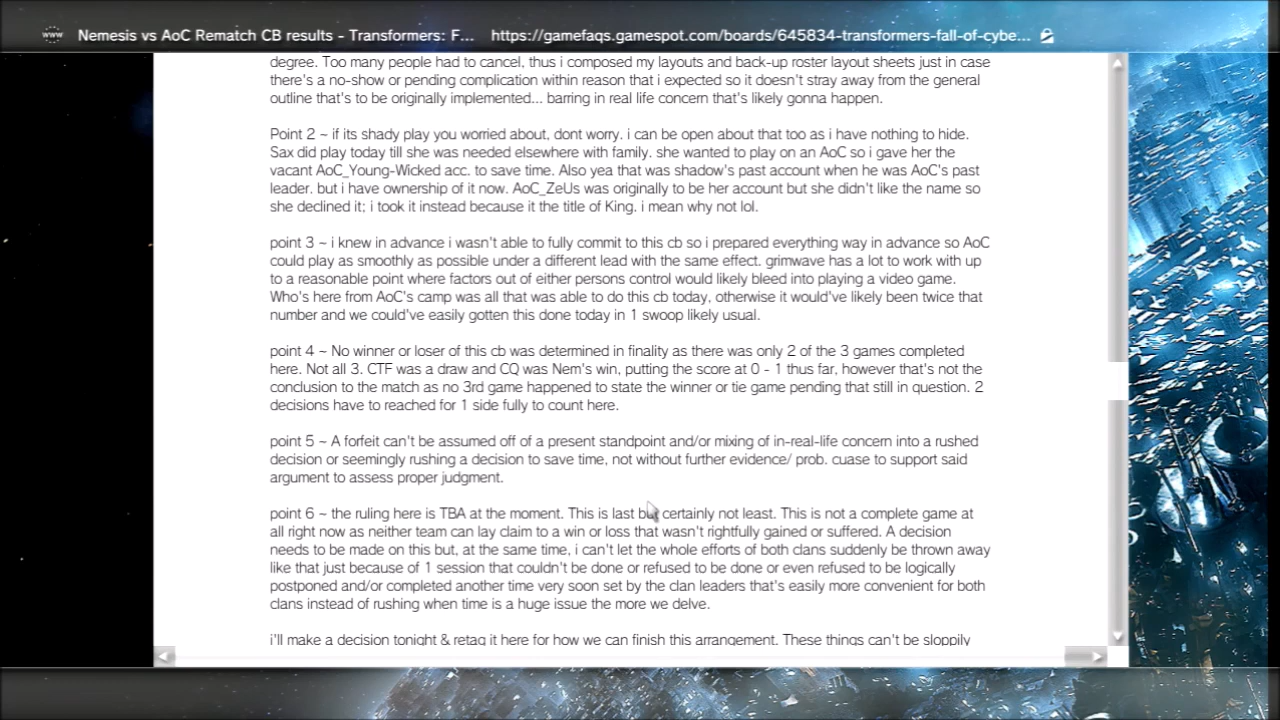 Nemesis vs AoC Rematch CB results - Transformers: F... https://gamefaqs.gamespot.com/boards/645834-transformers-fall-of-cybe...
degree. Too many people had to cancel, thus i composed my layouts and back-up roster layout sheets just in case
there's a no-show or pending complication within reason that i expected so it doesn't stray away from the general
outline that's to be originally implemented... barring in real life concern that's likely gonna happen.
Point 2 ~ if its shady play you worried about, dont worry. i can be open about that too as i have nothing to hide.
Sax did play today till she was needed elsewhere with family. she wanted to play on an AoC so i gave her the
vacant AoC_Young-Wicked acc. to save time. Also yea that was shadow's past account when he was AoC's past
leader. but i have ownership of it now. AoC_ZeUs was originally to be her account but she didn't like the name so
she declined it; i took it instead because it the title of King. i mean why not lol.
point 3 ~ i knew in advance i wasn't able to fully commit to this cb so i prepared everything way in advance so AoC
could play as smoothly as possible under a different lead with the same effect. grimwave has a lot to work with up
to a reasonable point where factors out of either persons control would likely bleed into playing a video game.
Who's here from AoC's camp was all that was able to do this cb today, otherwise it would've likely been twice that
number and we could've easily gotten this done today in 1 swoop likely usual.
point 4 ~ No winner or loser of this cb was determined in finality as there was only 2 of the 3 games completed
here. Not all 3. CTF was a draw and CQ was Nem's win, putting the score at 0 - 1 thus far, however that's not the
conclusion to the match as no 3rd game happened to state the winner or tie game pending that still in question. 2
decisions have to reached for 1 side fully to count here.
point 5 ~ A forfeit can't be assumed off of a present standpoint and/or mixing of in-real-life concern into a rushed
decision or seemingly rushing a decision to save time, not without further evidence/ prob. cuase to support said
argument to assess proper judgment.
point 6 ~ the ruling here is TBA at the moment. This is last but certainly not least. This is not a complete game at
all right now as neither team can lay claim to a win or loss that wasn't rightfully gained or suffered. A decision
needs to be made on this but, at the same time, i can't let the whole efforts of both clans suddenly be thrown away
like that just because of 1 session that couldn't be done or refused to be done or even refused to be logically
postponed and/or completed another time very soon set by the clan leaders that's easily more convenient for both
clans instead of rushing when time is a huge issue the more we delve.
i'll make a decision tonight & retag it here for how we can finish this arrangement. These things can't be sloppily